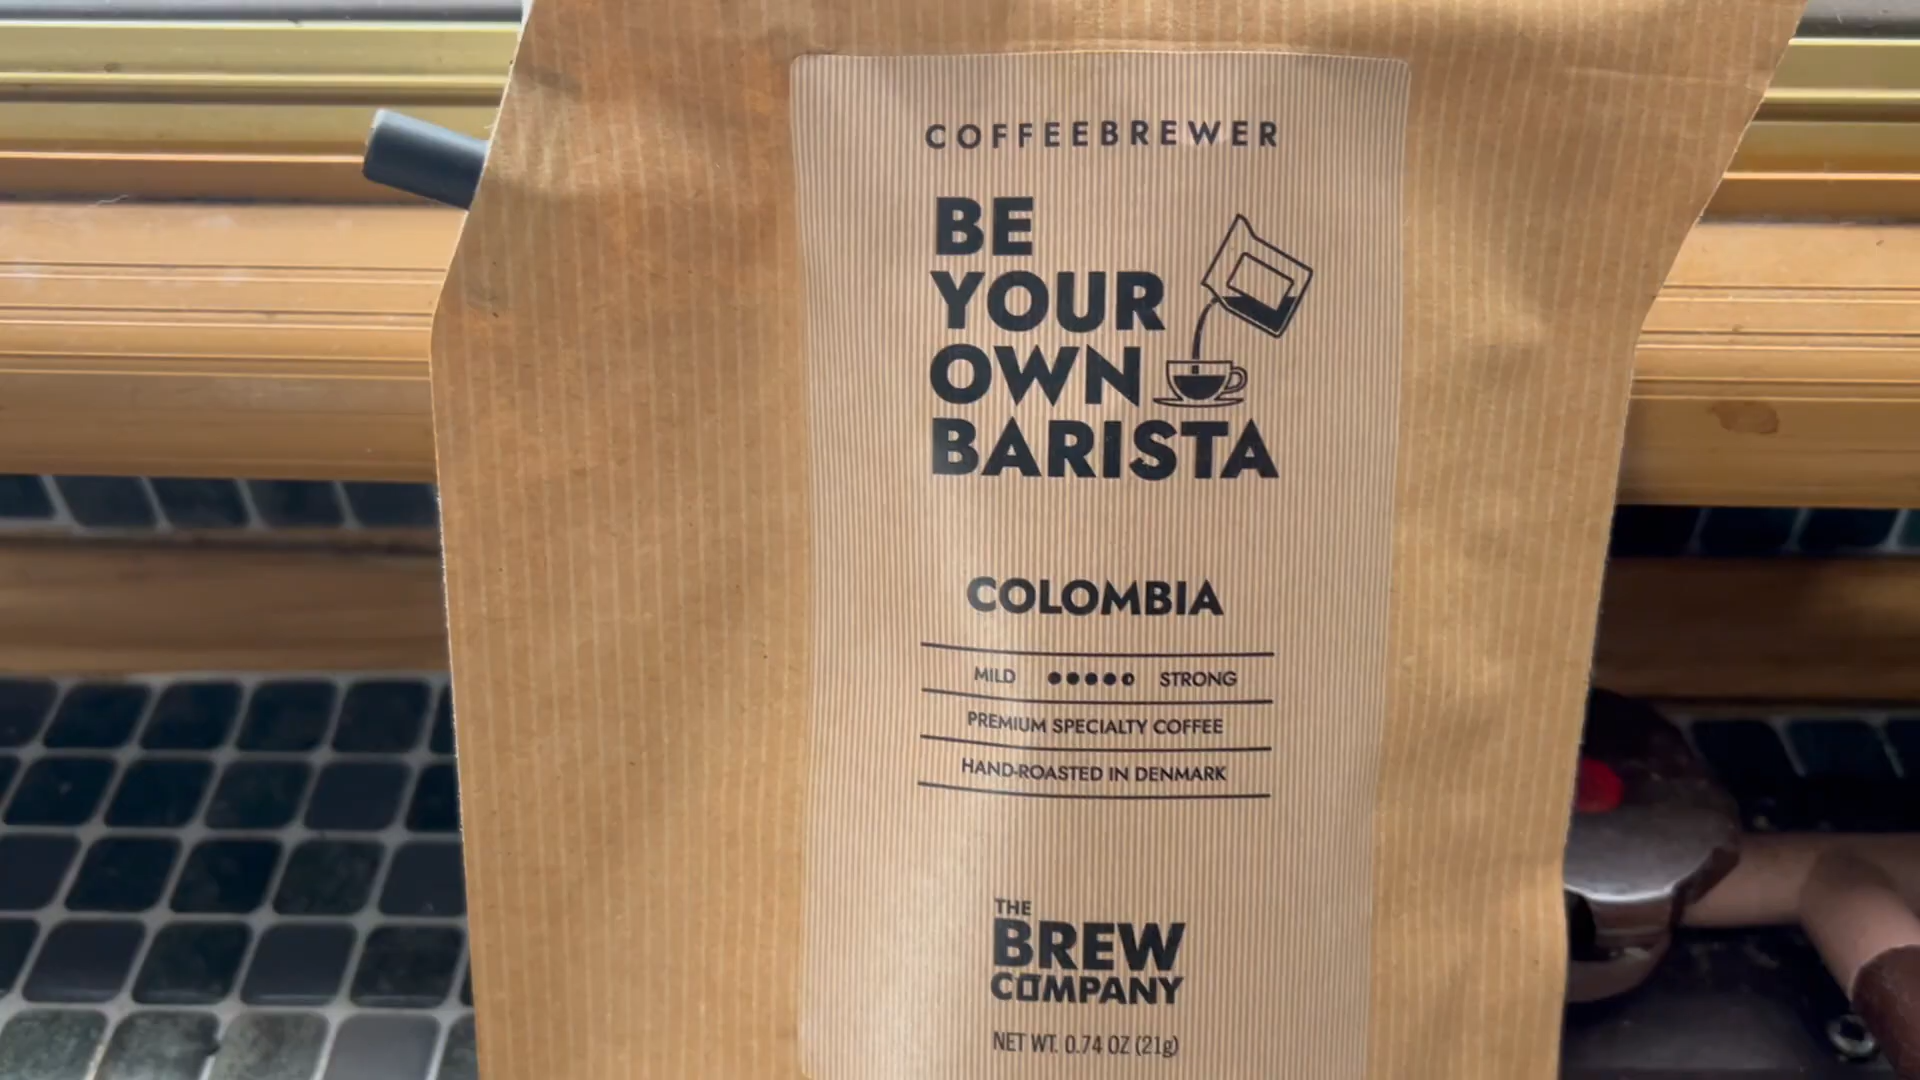 COFFEEBREWER
BE
YOUR
OWN
BARISTA
COLOMBIA
MILD ●●●●○ STRONG
PREMIUM SPECIALTY COFFEE
HAND-ROASTED IN DENMARK
THE
BREW
COMPANY
NET WT. 0.74 OZ (21g)